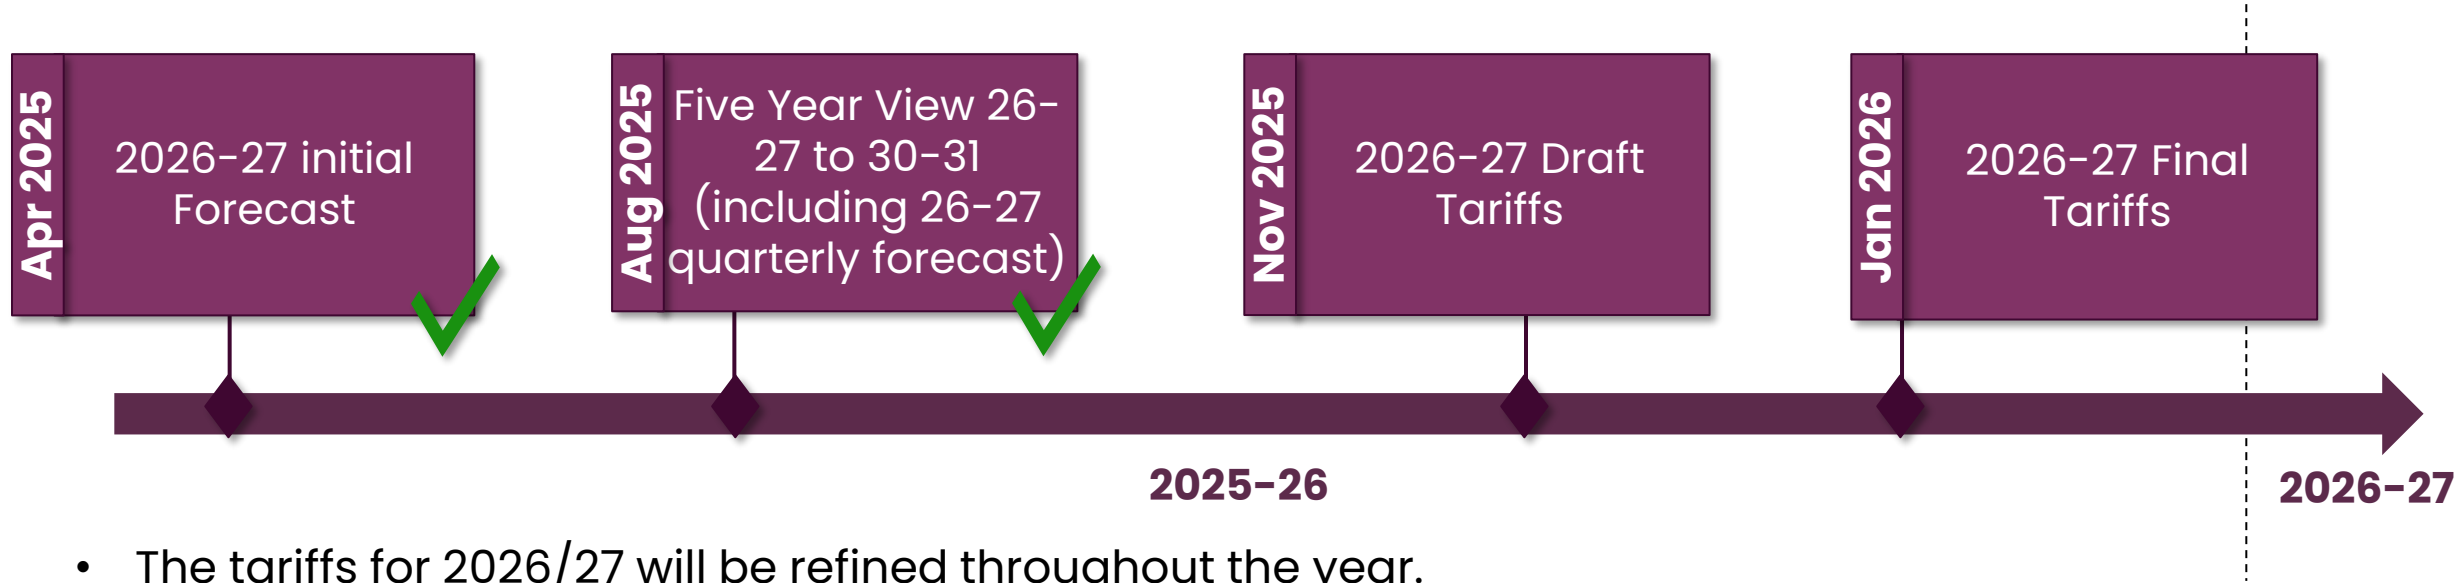 Apr 2025
2026-27 initial
Forecast
Aug 2025
Five Year View 26-
27 to 30-31
(including 26-27
quarterly forecast)
Nov 2025
2026-27 Draft
Tariffs
Jan 2026
2026-27 Final
Tariffs
2025-26
2026-27
• The tariffs for 2026/27 will be refined throughout the year.